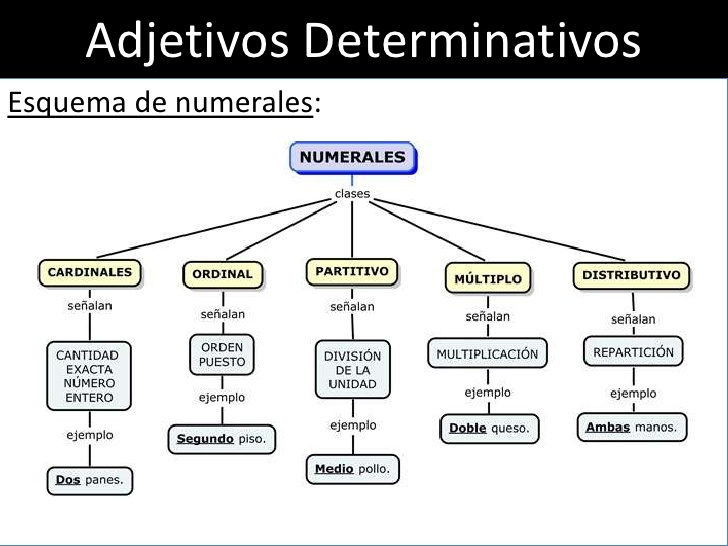 Adjetivos Determinativos
Esquema de numerales:
NUMERALES
clases
CARDINALES
señalan
CANTIDAD
EXACTA
NÚMERO
ENTERO
ejemplo
Dos panes.
ORDINAL
señalan
ORDEN
PUESTO
ejemplo
Segundo piso.
PARTITIVO
señalan
DIVISIÓN
DE LA
UNIDAD
ejemplo
Medio pollo.
MÚLTIPLO
señalan
MULTIPLICACIÓN
ejemplo
Doble queso.
DISTRIBUTIVO
señalan
REPARTICIÓN
ejemplo
Ambas manos.